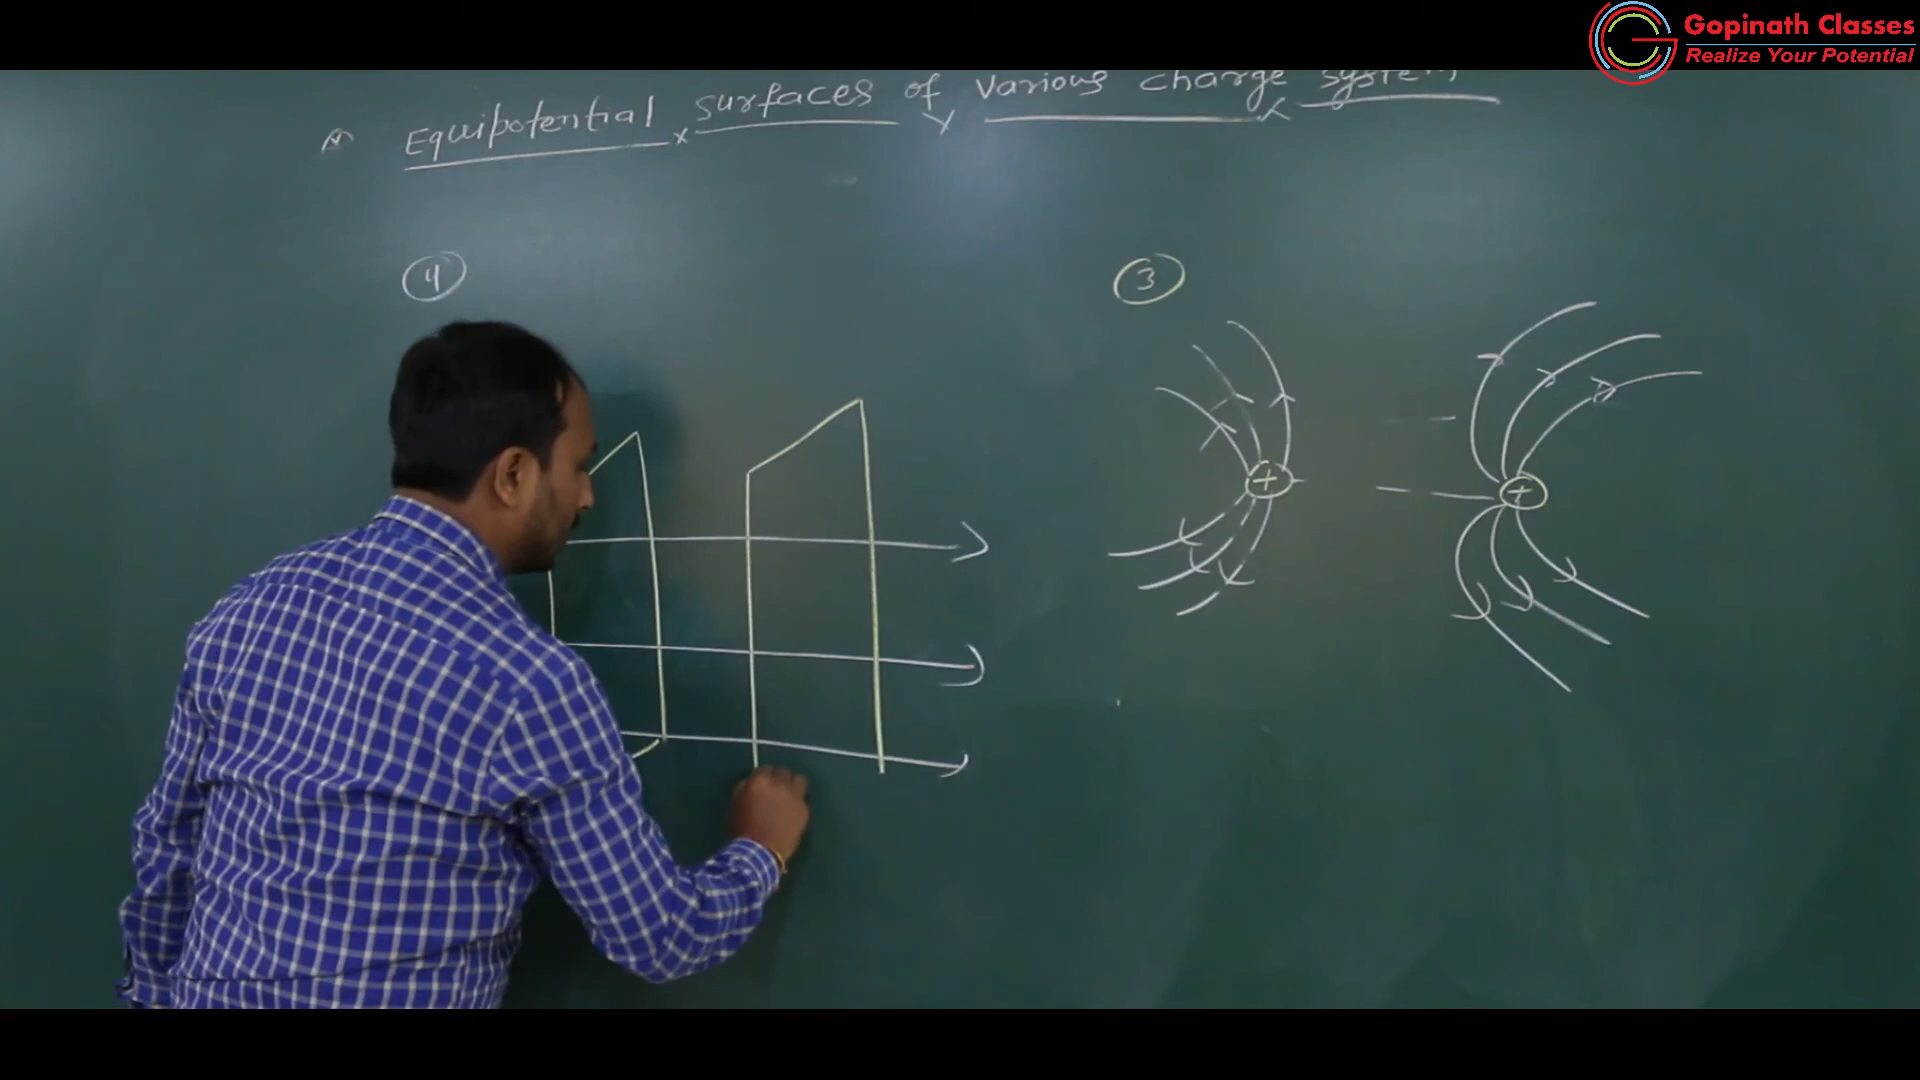 Gopinath Classes
Realize Your Potential
Equipotential surfaces of various charge system
4
3
+
+